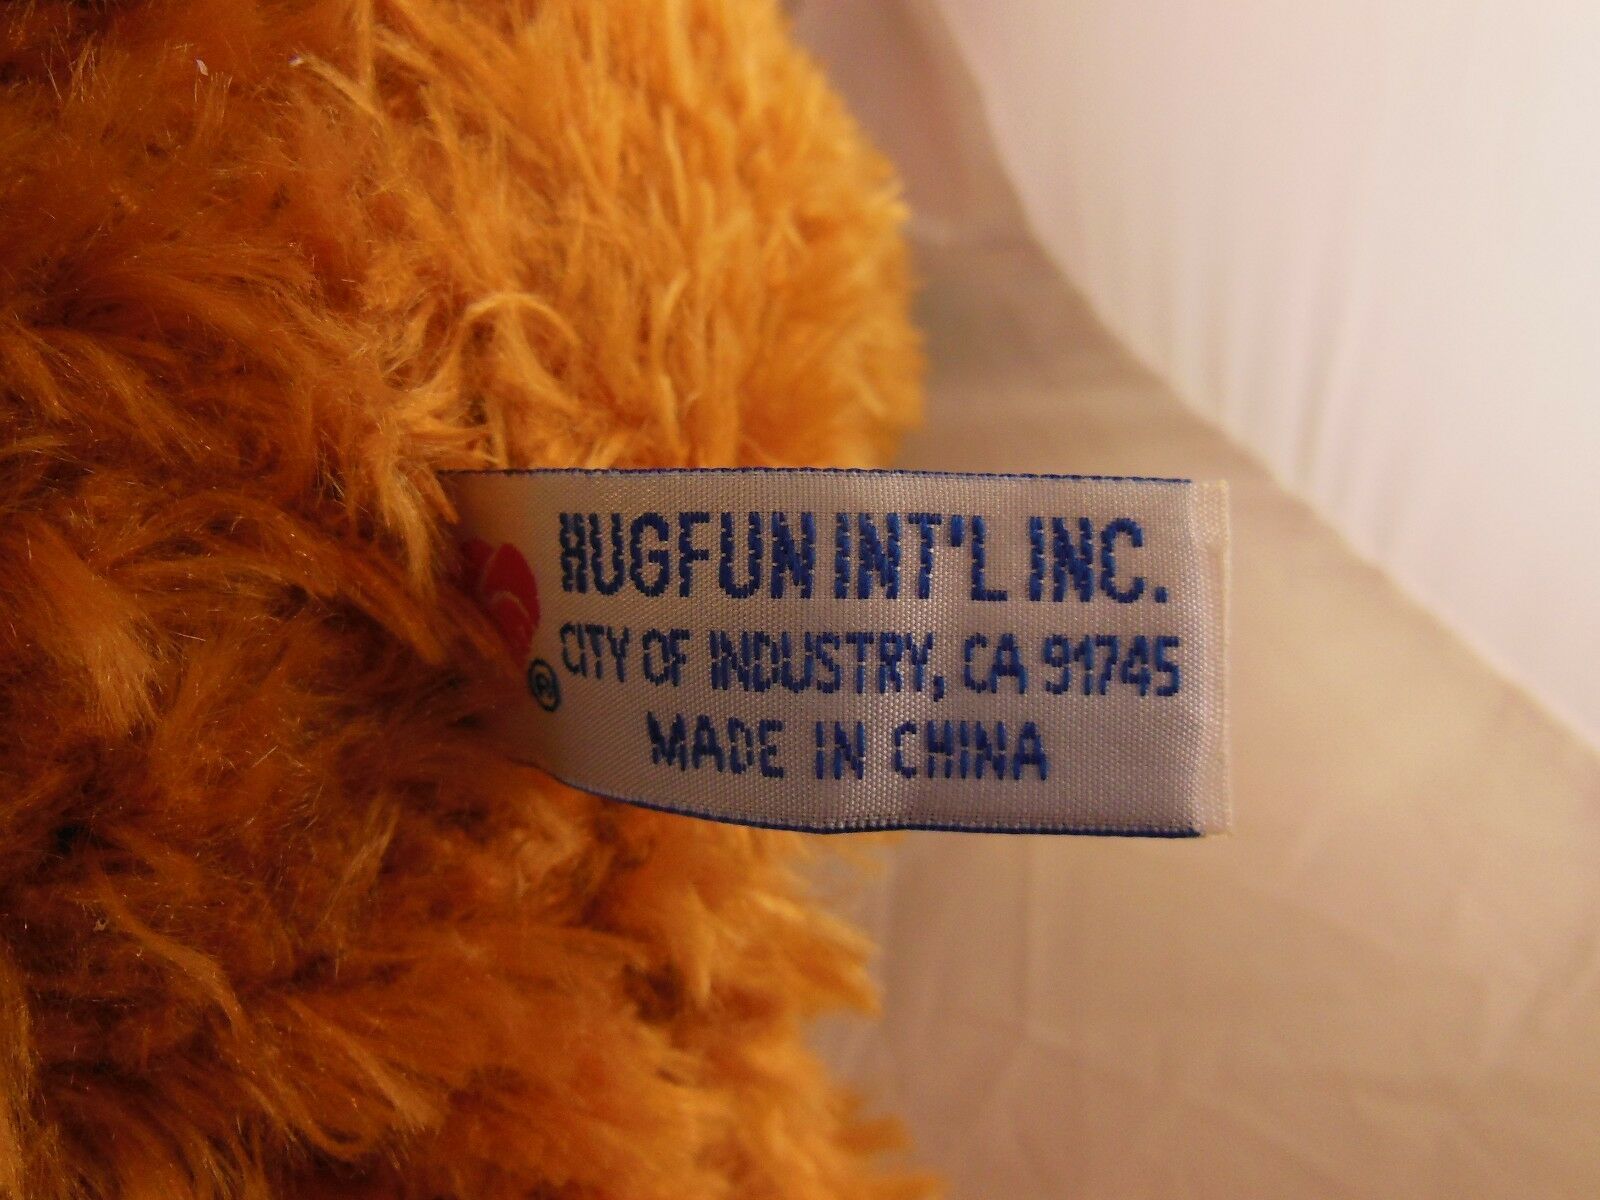 HUGFUN INT'L INC.
® CITY OF INDUSTRY, CA 91745
MADE IN CHINA